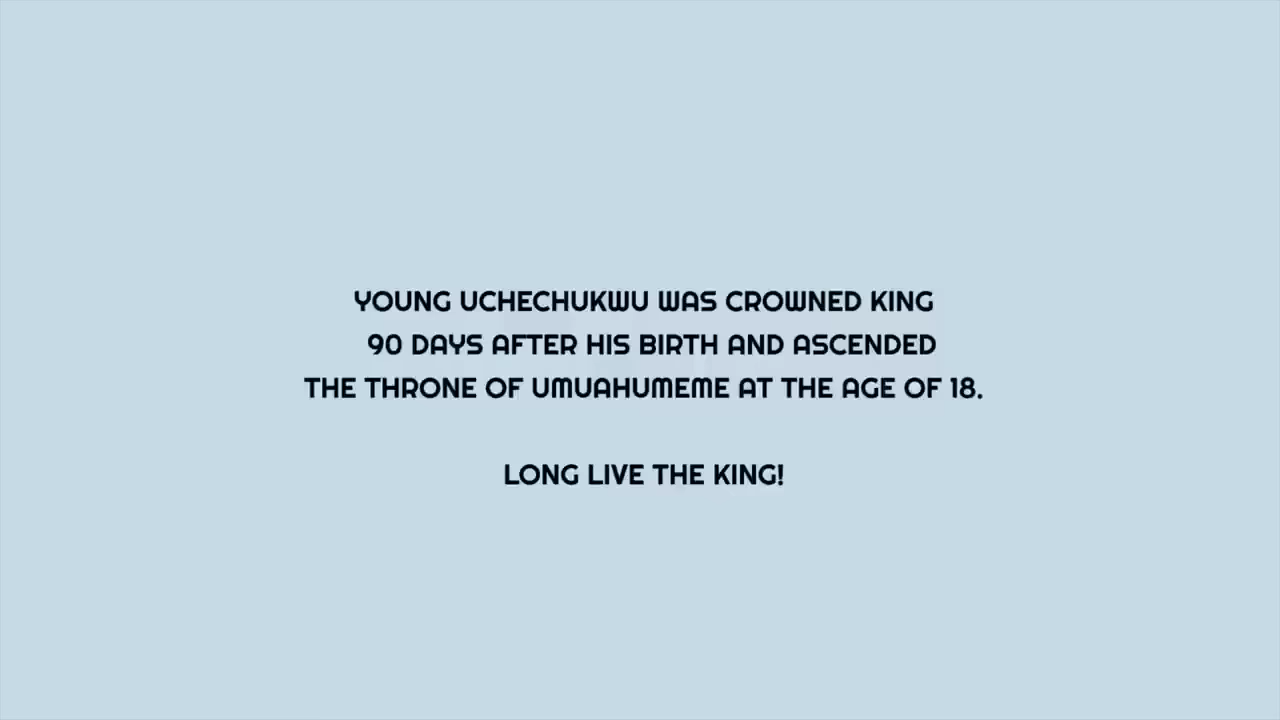 YOUNG UCHECHUKWU WAS CROWNED KING
90 DAYS AFTER HIS BIRTH AND ASCENDED
THE THRONE OF UMUAHUMEME AT THE AGE OF 18.
LONG LIVE THE KING!